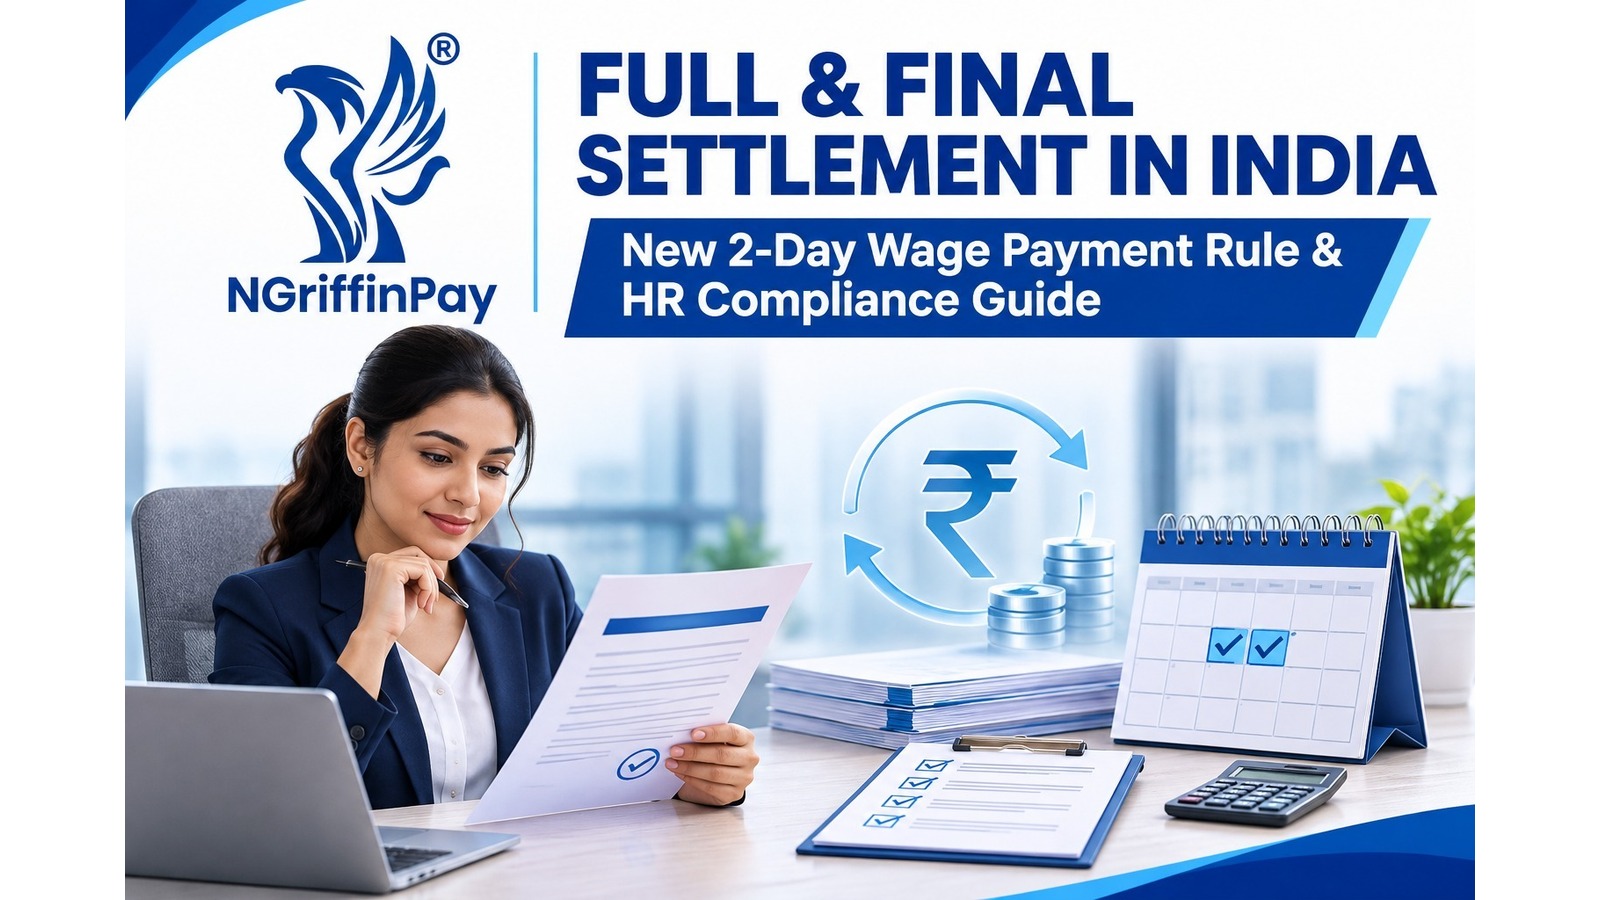 ®
NGriffinPay
FULL & FINAL
SETTLEMENT IN INDIA
New 2-Day Wage Payment Rule &
HR Compliance Guide
₹